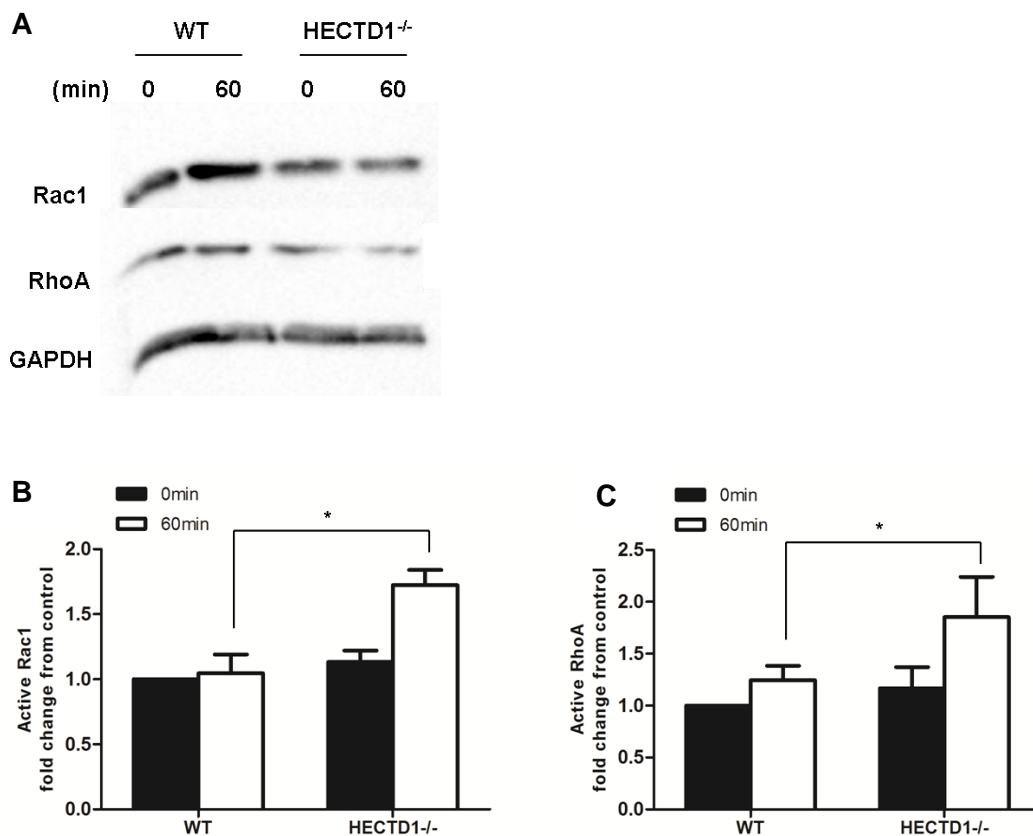 A
WT HECTD1-/-
(min) 0 60 0 60
Rac1
RhoA
GAPDH
B
0min
60min
*
Active Rac1
fold change from control
2.0
1.5
1.0
0.5
0.0
WT HECTD1-/-
C
0min
60min
*
Active RhoA
fold change from control
2.5
2.0
1.5
1.0
0.5
0.0
WT HECTD1-/-